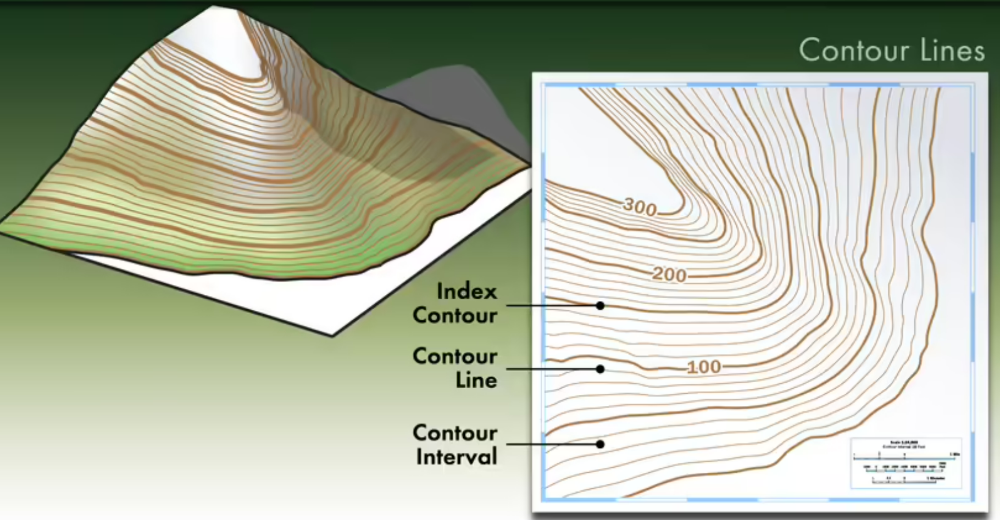 Contour Lines
300
200
Index
Contour
Contour
Line
100
Contour
Interval